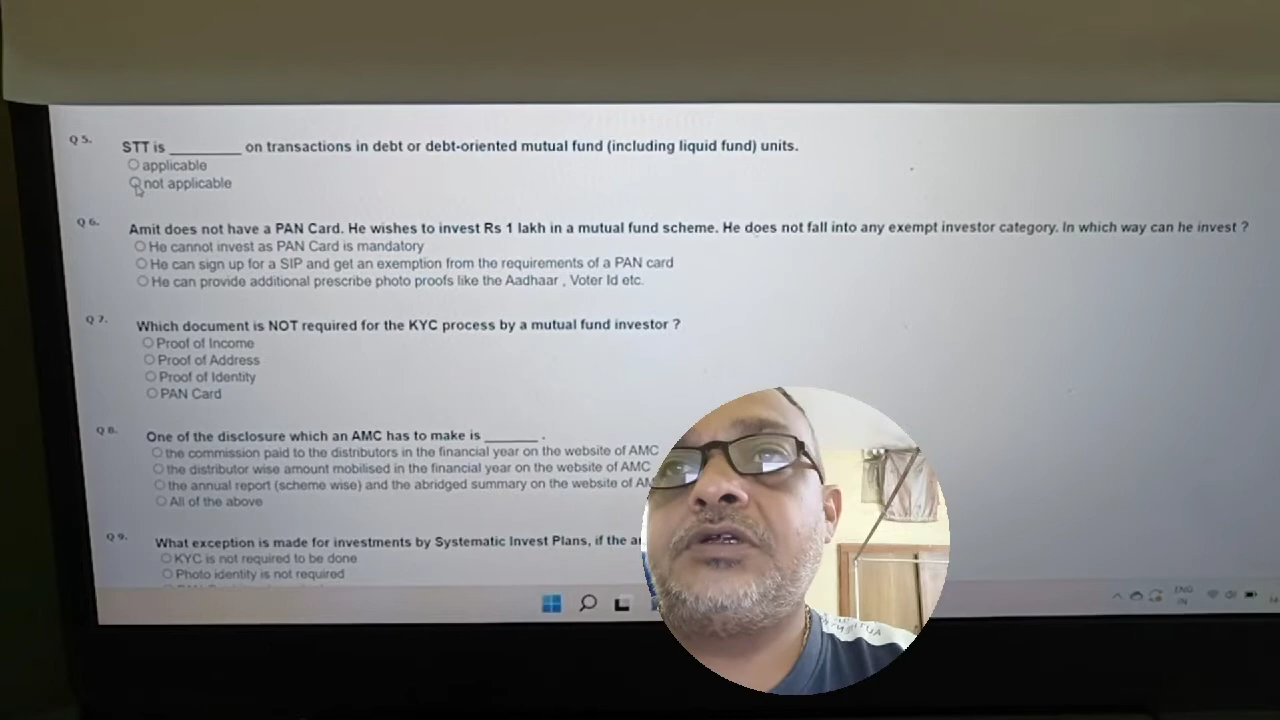 Q 5.
STT is ________ on transactions in debt or debt-oriented mutual fund (including liquid fund) units.
applicable
not applicable
Q 6.
Amit does not have a PAN Card. He wishes to invest Rs 1 lakh in a mutual fund scheme. He does not fall into any exempt investor category. In which way can he invest ?
He cannot invest as PAN Card is mandatory
He can sign up for a SIP and get an exemption from the requirements of a PAN card
He can provide additional prescribe photo proofs like the Aadhaar , Voter Id etc.
Q 7.
Which document is NOT required for the KYC process by a mutual fund investor ?
Proof of Income
Proof of Address
Proof of Identity
PAN Card
Q 8.
One of the disclosure which an AMC has to make is ______ .
the commission paid to the distributors in the financial year on the website of AMC
the distributor wise amount mobilised in the financial year on the website of AMC
the annual report (scheme wise) and the abridged summary on the website of
All of the above
Q 9.
What exception is made for investments by Systematic Invest Plans, if the
KYC is not required to be done
Photo identity is not required
ENG
IN